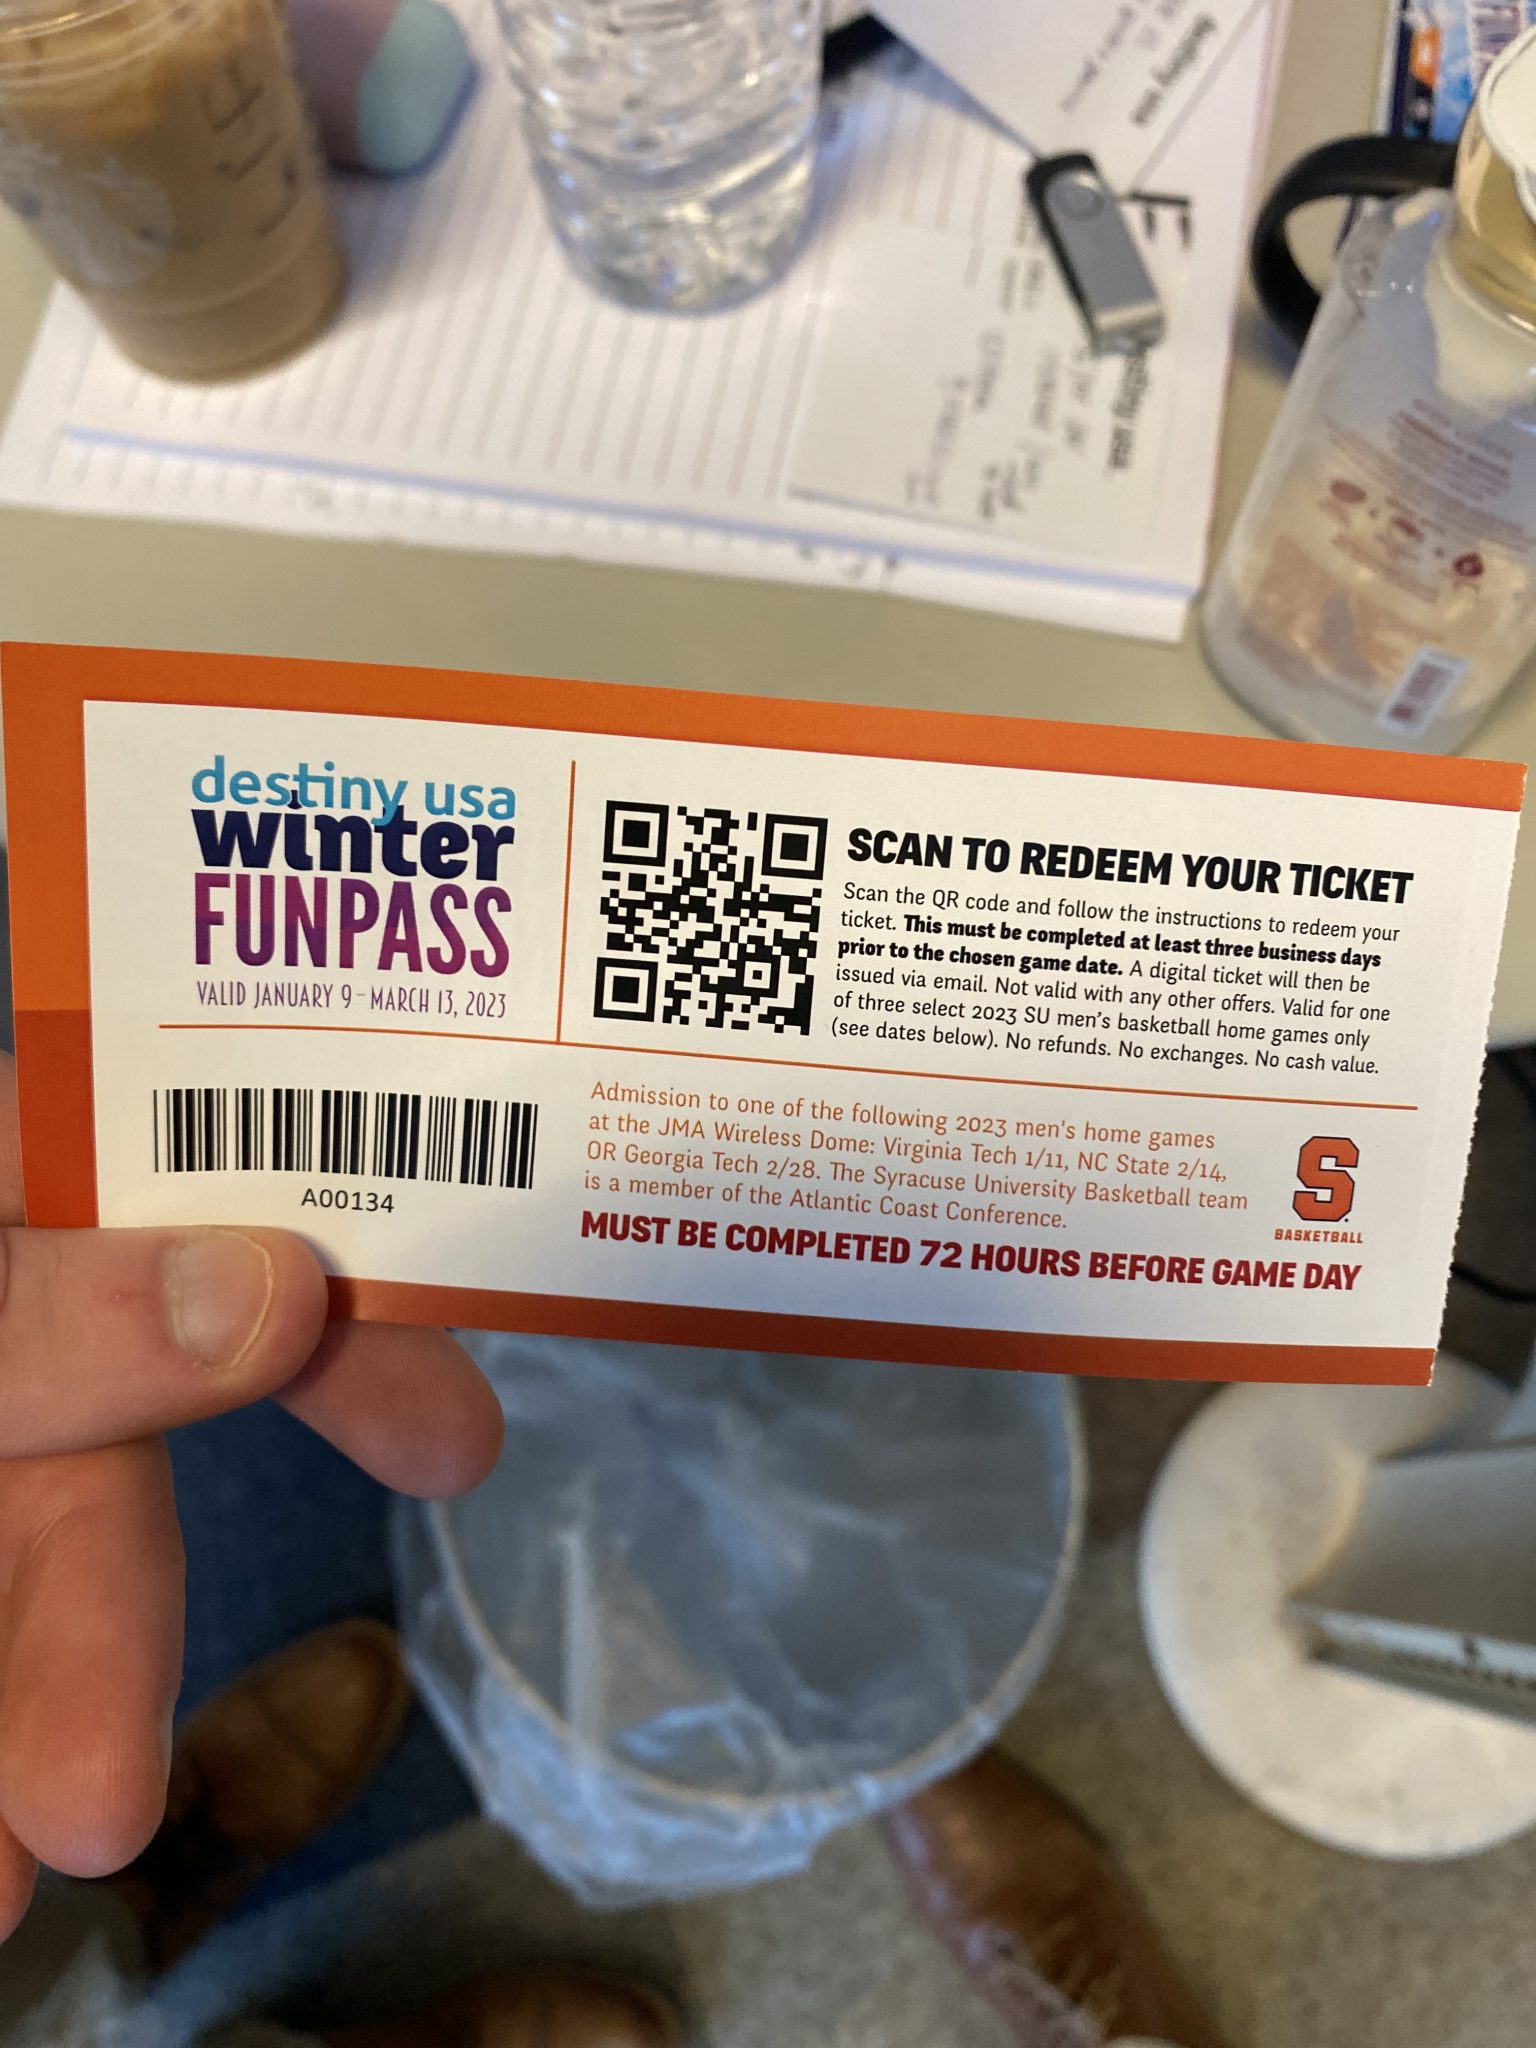 destiny usa
winter
FUNPASS
VALID JANUARY 9 – MARCH 13, 2023
SCAN TO REDEEM YOUR TICKET
Scan the QR code and follow the instructions to redeem your
ticket. This must be completed at least three business days
prior to the chosen game date. A digital ticket will then be
issued via email. Not valid with any other offers. Valid for one
of three select 2023 SU men's basketball home games only
(see dates below). No refunds. No exchanges. No cash value.
A00134
Admission to one of the following 2023 men's home games
at the JMA Wireless Dome: Virginia Tech 1/11, NC State 2/14,
OR Georgia Tech 2/28. The Syracuse University Basketball team
is a member of the Atlantic Coast Conference.
MUST BE COMPLETED 72 HOURS BEFORE GAME DAY
S
BASKETBALL